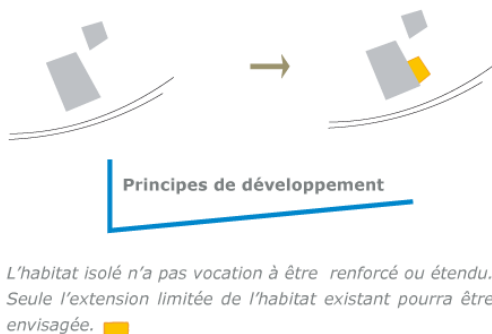 Principes de développement
L'habitat isolé n'a pas vocation à être renforcé ou étendu.
Seule l'extension limitée de l'habitat existant pourra être
envisagée.